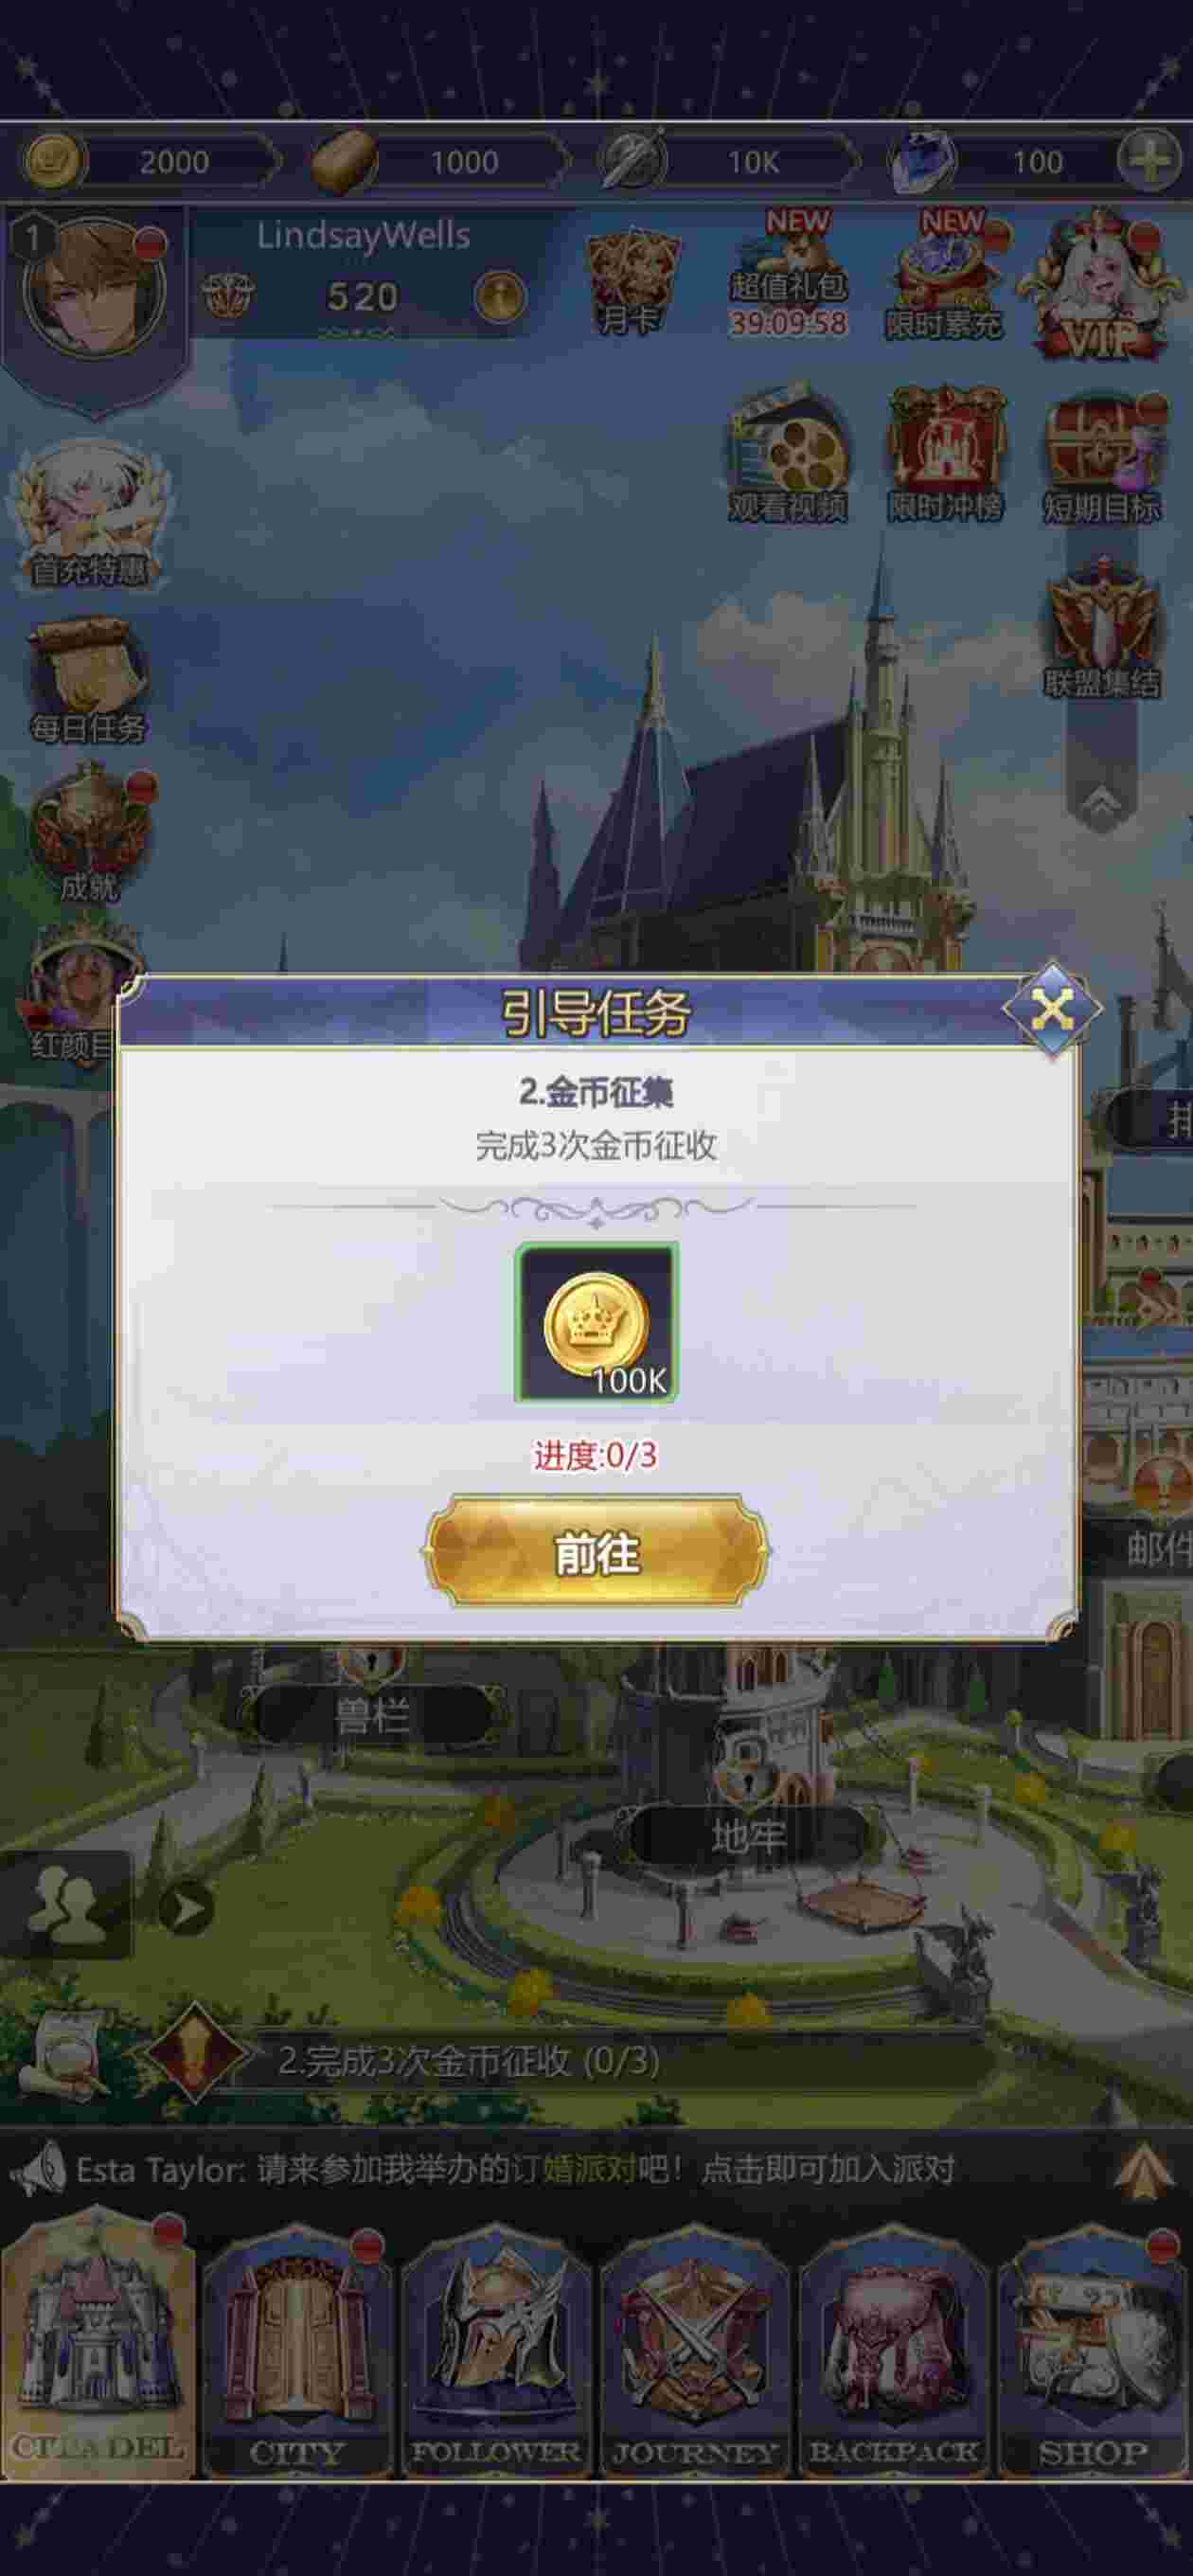 2000
1000
10K
100
1
LindsayWells
520
月卡
NEW
超值礼包
39:09:58
NEW
限时累充
VIP
首充特惠
观看视频
限时冲榜
短期目标
每日任务
联盟集结
成就
红颜目
引导任务
2.金币征集
完成3次金币征收
100K
进度:0/3
前往
邮件
兽栏
地牢
2.完成3次金币征收 (0/3)
Esta Taylor: 请来参加我举办的订婚派对吧！点击即可加入派对
CITADEL
CITY
FOLLOWER
JOURNEY
BACKPACK
SHOP